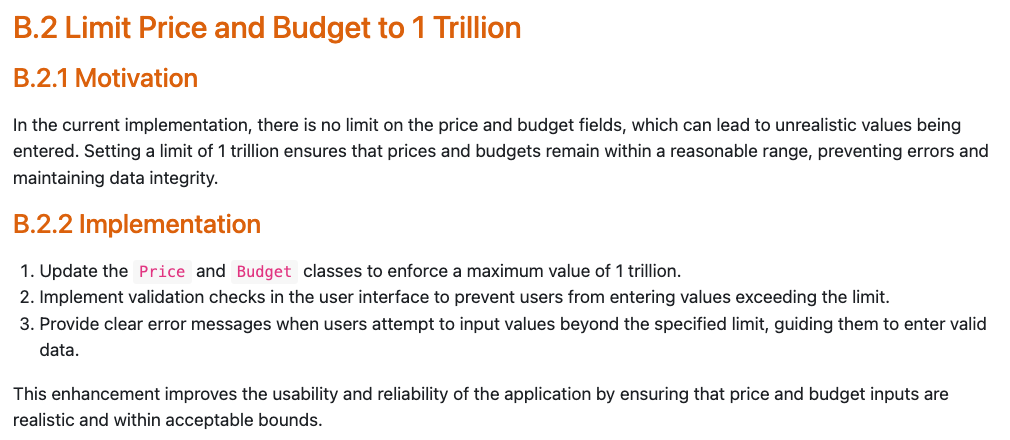 B.2 Limit Price and Budget to 1 Trillion
B.2.1 Motivation
In the current implementation, there is no limit on the price and budget fields, which can lead to unrealistic values being
entered. Setting a limit of 1 trillion ensures that prices and budgets remain within a reasonable range, preventing errors and
maintaining data integrity.
B.2.2 Implementation
1. Update the Price and Budget classes to enforce a maximum value of 1 trillion.
2. Implement validation checks in the user interface to prevent users from entering values exceeding the limit.
3. Provide clear error messages when users attempt to input values beyond the specified limit, guiding them to enter valid
data.
This enhancement improves the usability and reliability of the application by ensuring that price and budget inputs are
realistic and within acceptable bounds.